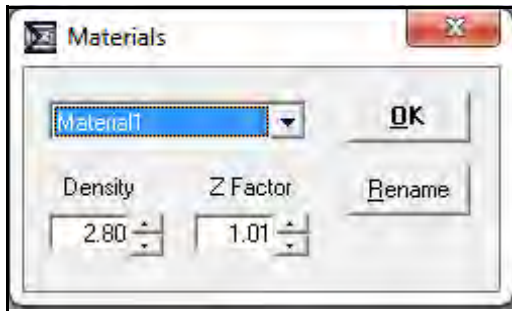 Materials
Material1
OK
Density
Z Factor
Rename
2.80
1.01